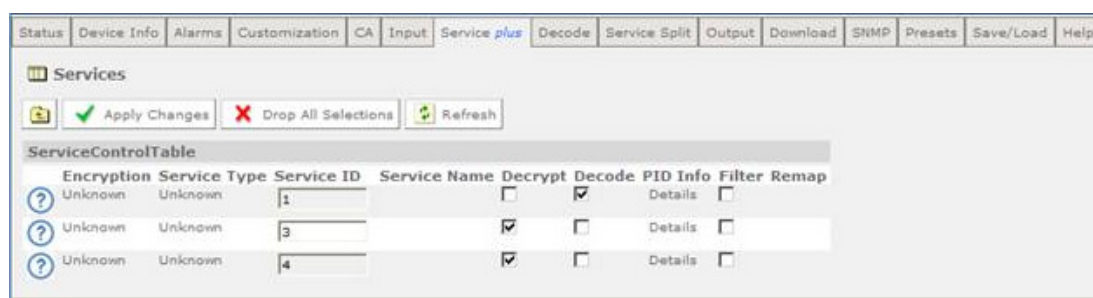 Status Device Info Alarms Customization CA Input Service plus Decode Service Split Output Download SNMP Presets Save/Load Help
Services
Apply Changes Drop All Selections Refresh
ServiceControlTable
Encryption Service Type Service ID Service Name Decrypt Decode PID Info Filter Remap
? Unknown Unknown 1 Details
? Unknown Unknown 3 Details
? Unknown Unknown 4 Details